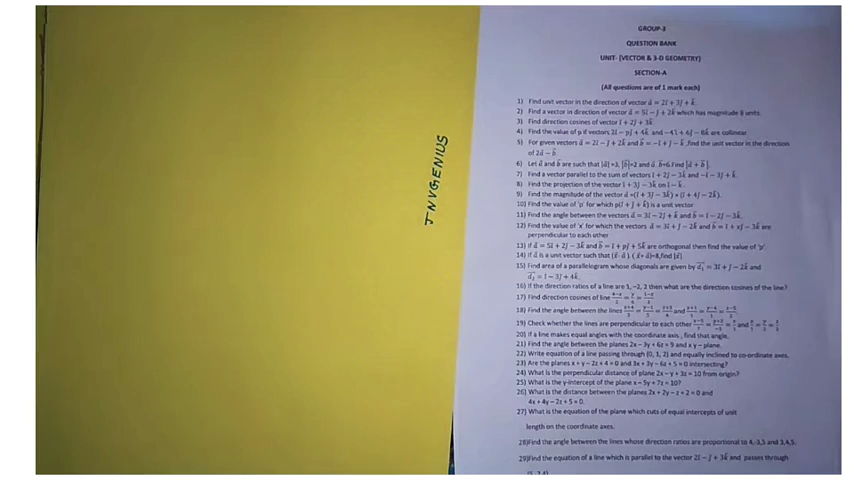 JNVGENIUS
GROUP-3
QUESTION BANK
UNIT- (VECTOR & 3-D GEOMETRY)
SECTION-A
(All questions are of 1 mark each)
1) Find unit vector in the direction of vector a⃗ = 2î + 3ĵ + k̂.
2) Find a vector in direction of vector a⃗ = 5î − ĵ + 2k̂ which has magnitude 8 units.
3) Find direction cosines of vector î + 2ĵ + 3k̂.
4) Find the value of p if vectors 2î − pĵ + 4k̂ and −4î + 6ĵ − 8k̂ are collinear
5) For given vectors a⃗ = 2î − ĵ + 2k̂ and b⃗ = −î + ĵ − k̂ ,find the unit vector in the direction
of 2a⃗ − b⃗
6) Let a⃗ and b⃗ are such that |a⃗| =3, |b⃗|=2 and a⃗. b⃗=6.Find |a⃗ + b⃗|.
7) Find a vector parallel to the sum of vectors î + 2ĵ − 3k̂ and −î − 3ĵ + k̂.
8) Find the projection of the vector î + 3ĵ − 3k̂ on î − k̂.
9) Find the magnitude of the vector a⃗ =(î + 3ĵ − 3k̂) × (î + 4ĵ − 2k̂).
10) Find the value of 'p' for which p(î + ĵ + k̂) is a unit vector
11) Find the angle between the vectors a⃗ = 3î − 2ĵ + k̂ and b⃗ = î − 2ĵ − 3k̂.
12) Find the value of 'x' for which the vectors a⃗ = 3î + ĵ − 2k̂ and b⃗ = î + xĵ − 3k̂ are
perpendicular to each other
13) If a⃗ = 5î + 2ĵ − 3k̂ and b⃗ = î + pĵ + 5k̂ are orthogonal then find the value of 'p'.
14) If a⃗ is a unit vector such that (x⃗ - a⃗ ). ( x⃗ + a⃗)=8,find |x⃗|
15) Find area of a parallelogram whose diagonals are given by d₁⃗ = 3î + ĵ − 2k̂ and
d₂⃗ = î − 3ĵ + 4k̂.
16) If the direction ratios of a line are 1, -2, 2 then what are the direction cosines of the line?
17) Find direction cosines of line
18) Find the angle between the lines and
19) Check whether the lines are perpendicular to each other and
20) If a line makes equal angles with the coordinate axis , find that angle.
21) Find the angle between the planes 2x − 3y + 6z = 9 and x y − plane.
22) Write equation of a line passing through (0, 1, 2) and equally inclined to co-ordinate axes.
23) Are the planes x + y − 2z + 4 = 0 and 3x + 3y − 6z + 5 = 0 intersecting?
24) What is the perpendicular distance of plane 2x − y + 3z = 10 from origin?
25) What is the y-intercept of the plane x − 5y + 7z = 10?
26) What is the distance between the planes 2x + 2y − z + 2 = 0 and
4x + 4y − 2z + 5 = 0.
27) What is the equation of the plane which cuts of equal intercepts of unit
length on the coordinate axes.
28)Find the angle between the lines whose direction ratios are proportional to 4,-3,5 and 3,4,5.
29)Find the equation of a line which is parallel to the vector 2î − ĵ + 3k̂ and passes through